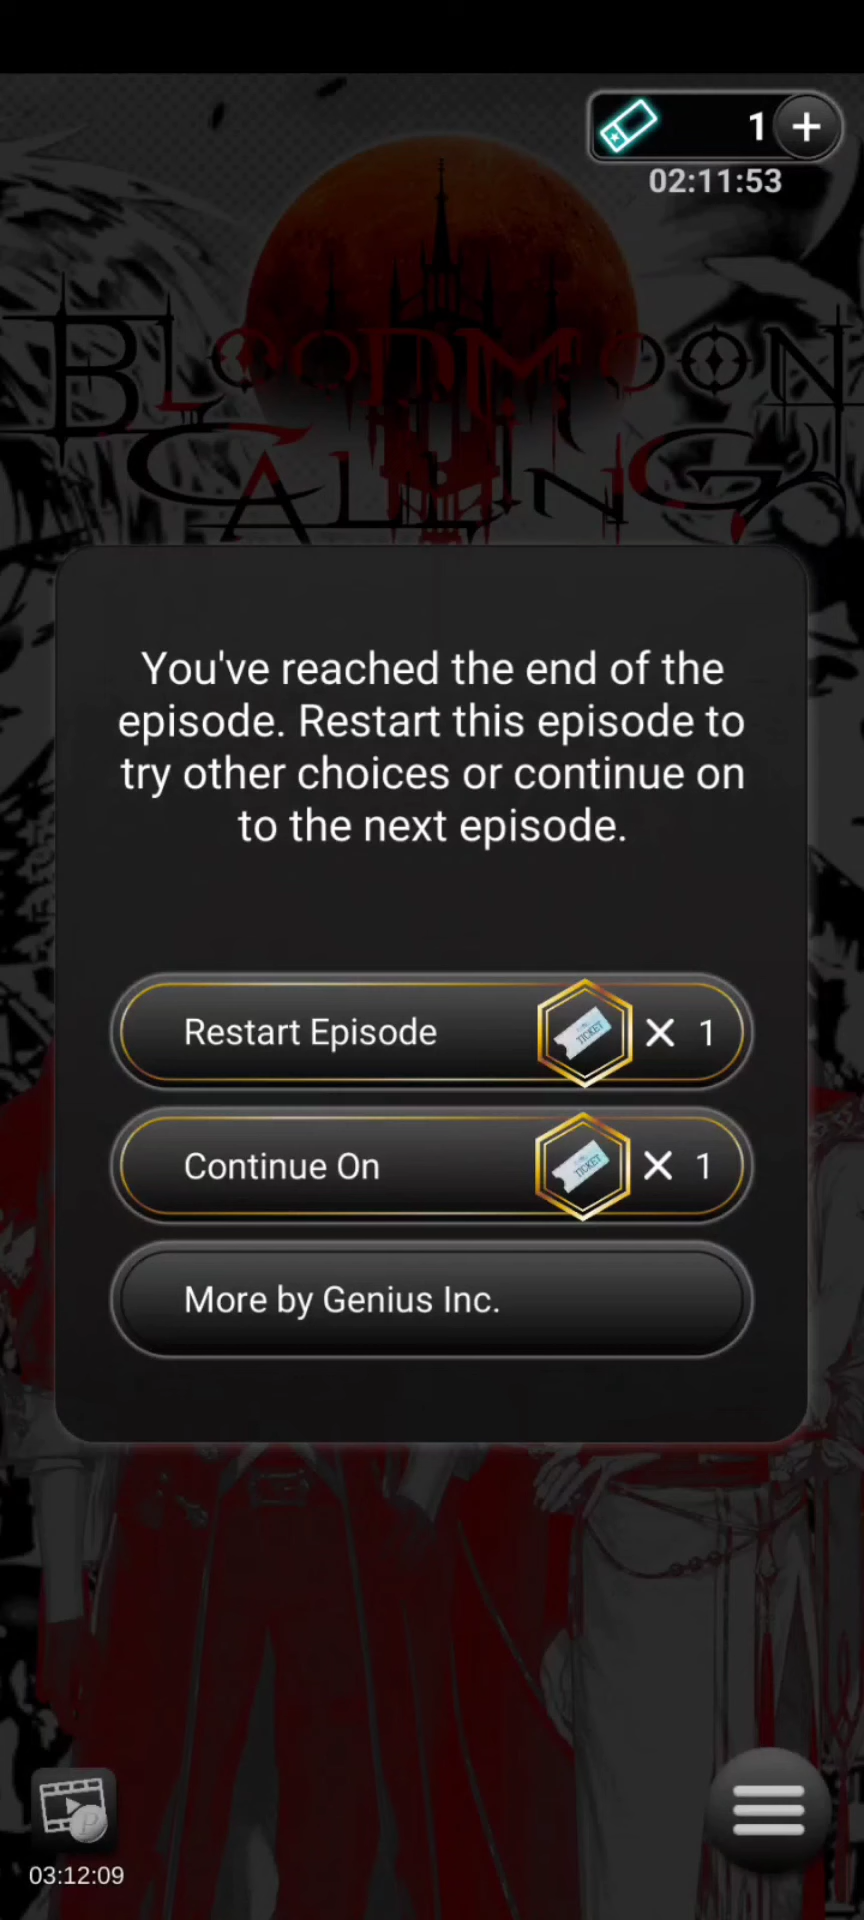 1 +
02:11:53
BLOODMOON
CALLING
You've reached the end of the
episode. Restart this episode to
try other choices or continue on
to the next episode.
Restart Episode TICKET × 1
Continue On TICKET × 1
More by Genius Inc.
P
03:12:09